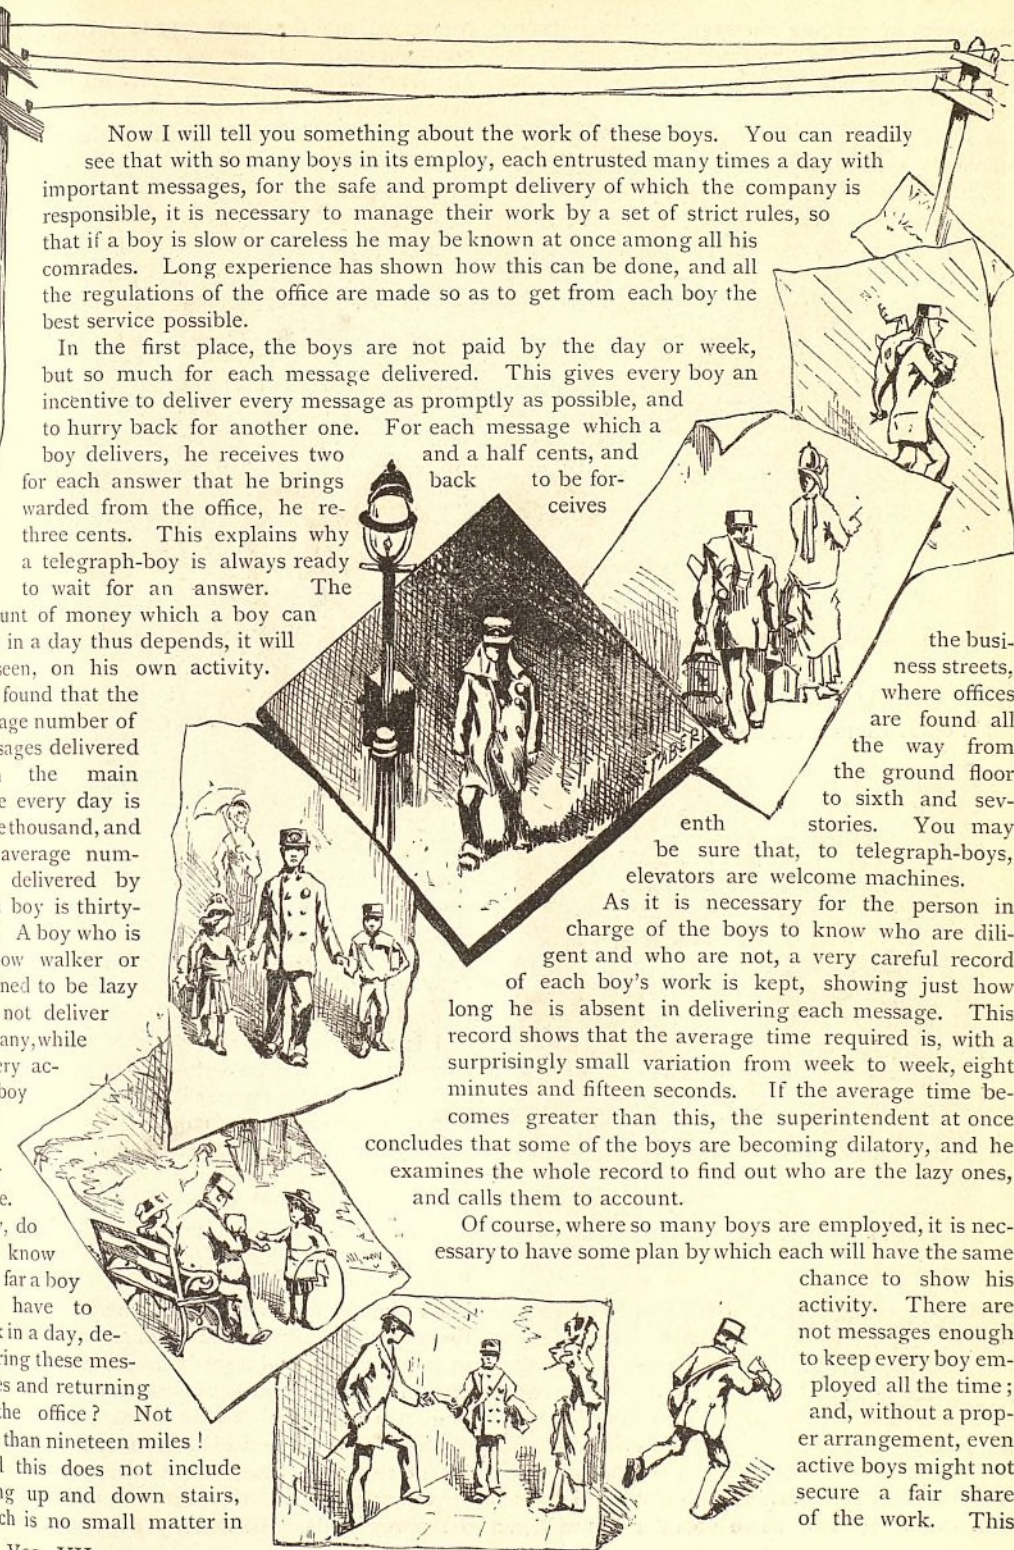 Now I will tell you something about the work of these boys. You can readily
see that with so many boys in its employ, each entrusted many times a day with
important messages, for the safe and prompt delivery of which the company is
responsible, it is necessary to manage their work by a set of strict rules, so
that if a boy is slow or careless he may be known at once among all his
comrades. Long experience has shown how this can be done, and all
the regulations of the office are made so as to get from each boy the
best service possible.
In the first place, the boys are not paid by the day or week,
but so much for each message delivered. This gives every boy an
incentive to deliver every message as promptly as possible, and
to hurry back for another one. For each message which a
boy delivers, he receives two and a half cents, and
for each answer that he brings back to be for-
warded from the office, he re- ceives
three cents. This explains why
a telegraph-boy is always ready
to wait for an answer. The
unt of money which a boy can
in a day thus depends, it will
seen, on his own activity.
found that the
age number of
sages delivered
the main
e every day is
e thousand, and
average num-
delivered by
boy is thirty-
A boy who is
ow walker or
ned to be lazy
not deliver
any, while
ry ac-
boy
e.
, do
know
far a boy
have to
k in a day, de-
ring these mes-
es and returning
the office? Not
than nineteen miles!
d this does not include
ng up and down stairs,
ch is no small matter in
VOL. VII
TABER
the busi-
ness streets,
where offices
are found all
the way from
the ground floor
to sixth and sev-
enth stories. You may
be sure that, to telegraph-boys,
elevators are welcome machines.
As it is necessary for the person in
charge of the boys to know who are dili-
gent and who are not, a very careful record
of each boy's work is kept, showing just how
long he is absent in delivering each message. This
record shows that the average time required is, with a
surprisingly small variation from week to week, eight
minutes and fifteen seconds. If the average time be-
comes greater than this, the superintendent at once
concludes that some of the boys are becoming dilatory, and he
examines the whole record to find out who are the lazy ones,
and calls them to account.
Of course, where so many boys are employed, it is nec-
essary to have some plan by which each will have the same
chance to show his
activity. There are
not messages enough
to keep every boy em-
ployed all the time;
and, without a prop-
er arrangement, even
active boys might not
secure a fair share
of the work. This